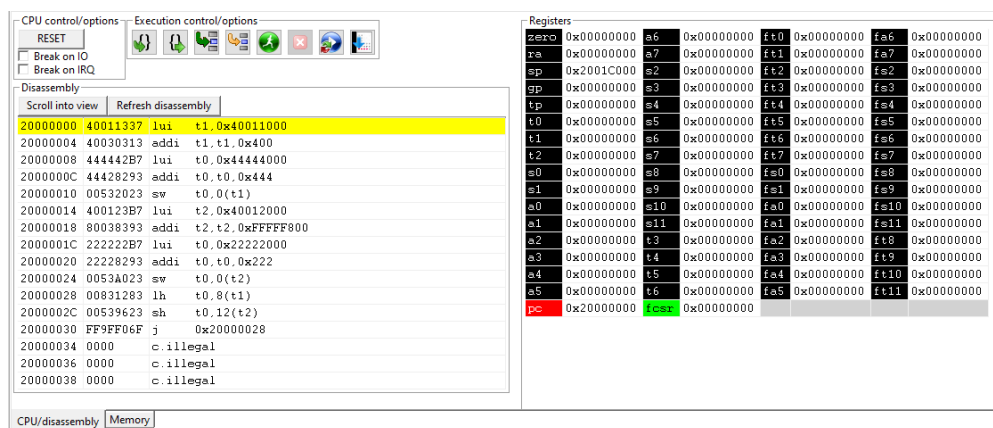 CPU control/options
RESET
Break on IO
Break on IRQ
Execution control/options
Disassembly
Scroll into view Refresh disassembly
20000000 40011337 lui t1,0x40011000
20000004 40030313 addi t1,t1,0x400
20000008 444442B7 lui t0,0x44444000
2000000C 44428293 addi t0,t0,0x444
20000010 00532023 sw t0,0(t1)
20000014 400123B7 lui t2,0x40012000
20000018 80038393 addi t2,t2,0xFFFFF800
2000001C 222222B7 lui t0,0x22222000
20000020 22228293 addi t0,t0,0x222
20000024 0053A023 sw t0,0(t2)
20000028 00831283 lh t0,8(t1)
2000002C 00539623 sh t0,12(t2)
20000030 FF9FF06F j 0x20000028
20000034 0000 c.illegal
20000036 0000 c.illegal
20000038 0000 c.illegal
Registers
zero 0x00000000 a6 0x00000000 ft0 0x00000000 fa6 0x00000000
ra 0x00000000 a7 0x00000000 ft1 0x00000000 fa7 0x00000000
sp 0x2001C000 s2 0x00000000 ft2 0x00000000 fs2 0x00000000
gp 0x00000000 s3 0x00000000 ft3 0x00000000 fs3 0x00000000
tp 0x00000000 s4 0x00000000 ft4 0x00000000 fs4 0x00000000
t0 0x00000000 s5 0x00000000 ft5 0x00000000 fs5 0x00000000
t1 0x00000000 s6 0x00000000 ft6 0x00000000 fs6 0x00000000
t2 0x00000000 s7 0x00000000 ft7 0x00000000 fs7 0x00000000
s0 0x00000000 s8 0x00000000 fs0 0x00000000 fs8 0x00000000
s1 0x00000000 s9 0x00000000 fs1 0x00000000 fs9 0x00000000
a0 0x00000000 s10 0x00000000 fa0 0x00000000 fs10 0x00000000
a1 0x00000000 s11 0x00000000 fa1 0x00000000 fs11 0x00000000
a2 0x00000000 t3 0x00000000 fa2 0x00000000 ft8 0x00000000
a3 0x00000000 t4 0x00000000 fa3 0x00000000 ft9 0x00000000
a4 0x00000000 t5 0x00000000 fa4 0x00000000 ft10 0x00000000
a5 0x00000000 t6 0x00000000 fa5 0x00000000 ft11 0x00000000
pc 0x20000000 fcsr 0x00000000
CPU/disassembly Memory